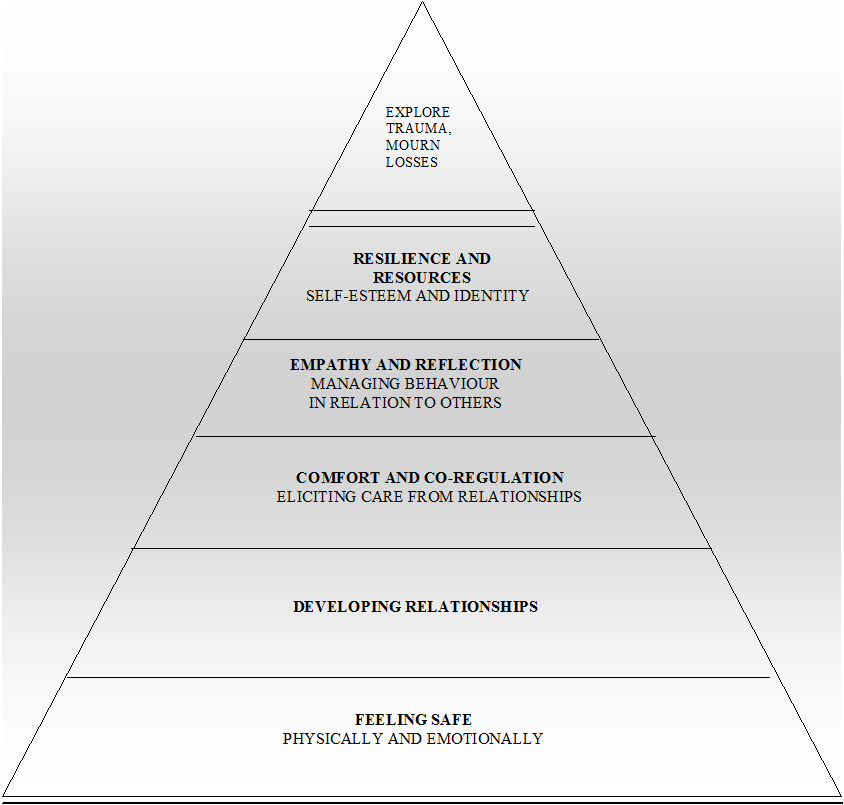 EXPLORE
TRAUMA,
MOURN
LOSSES
RESILIENCE AND
RESOURCES
SELF-ESTEEM AND IDENTITY
EMPATHY AND REFLECTION
MANAGING BEHAVIOUR
IN RELATION TO OTHERS
COMFORT AND CO-REGULATION
ELICITING CARE FROM RELATIONSHIPS
DEVELOPING RELATIONSHIPS
FEELING SAFE
PHYSICALLY AND EMOTIONALLY